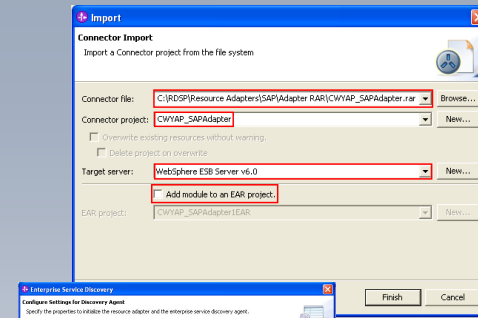 Import
Connector Import
Import a Connector project from the file system
Connector file: C:\RDSP\Resource Adapters\SAP\Adapter RAR\CWYAP_SAPAdapter.rar Browse...
Connector project: CWYAP_SAPAdapter New...
Overwrite existing resources without warning.
Delete project on overwrite
Target server: WebSphere ESB Server v6.0 New...
Add module to an EAR project.
EAR project: CWYAP_SAPAdapter1EAR New...
Finish Cancel
Enterprise Service Discovery
Configure Settings for Discovery Agent
Specify the properties to initialize the resource adapter and the enterprise service discovery agent.